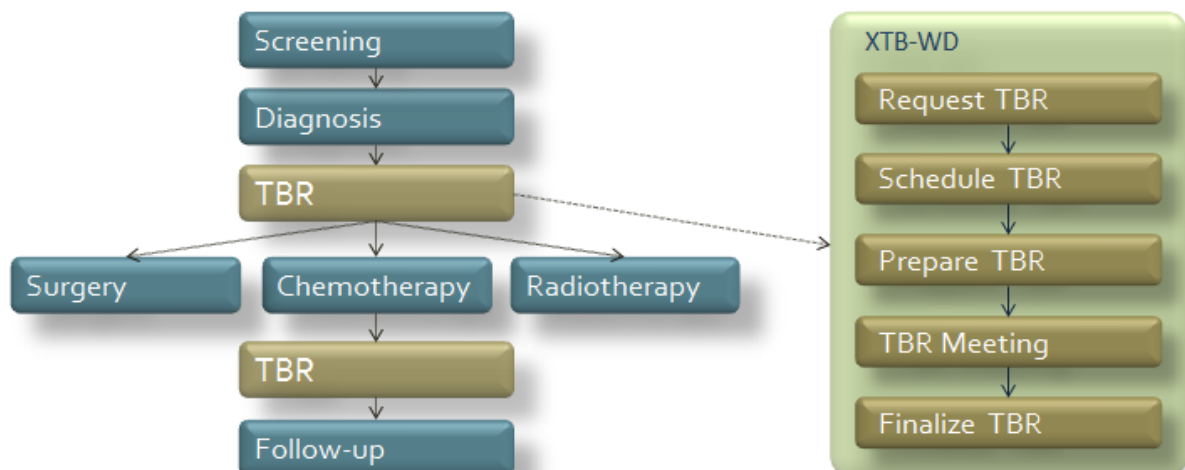 Screening
Diagnosis
TBR
Surgery
Chemotherapy
Radiotherapy
TBR
Follow-up
XTB-WD
Request TBR
Schedule TBR
Prepare TBR
TBR Meeting
Finalize TBR